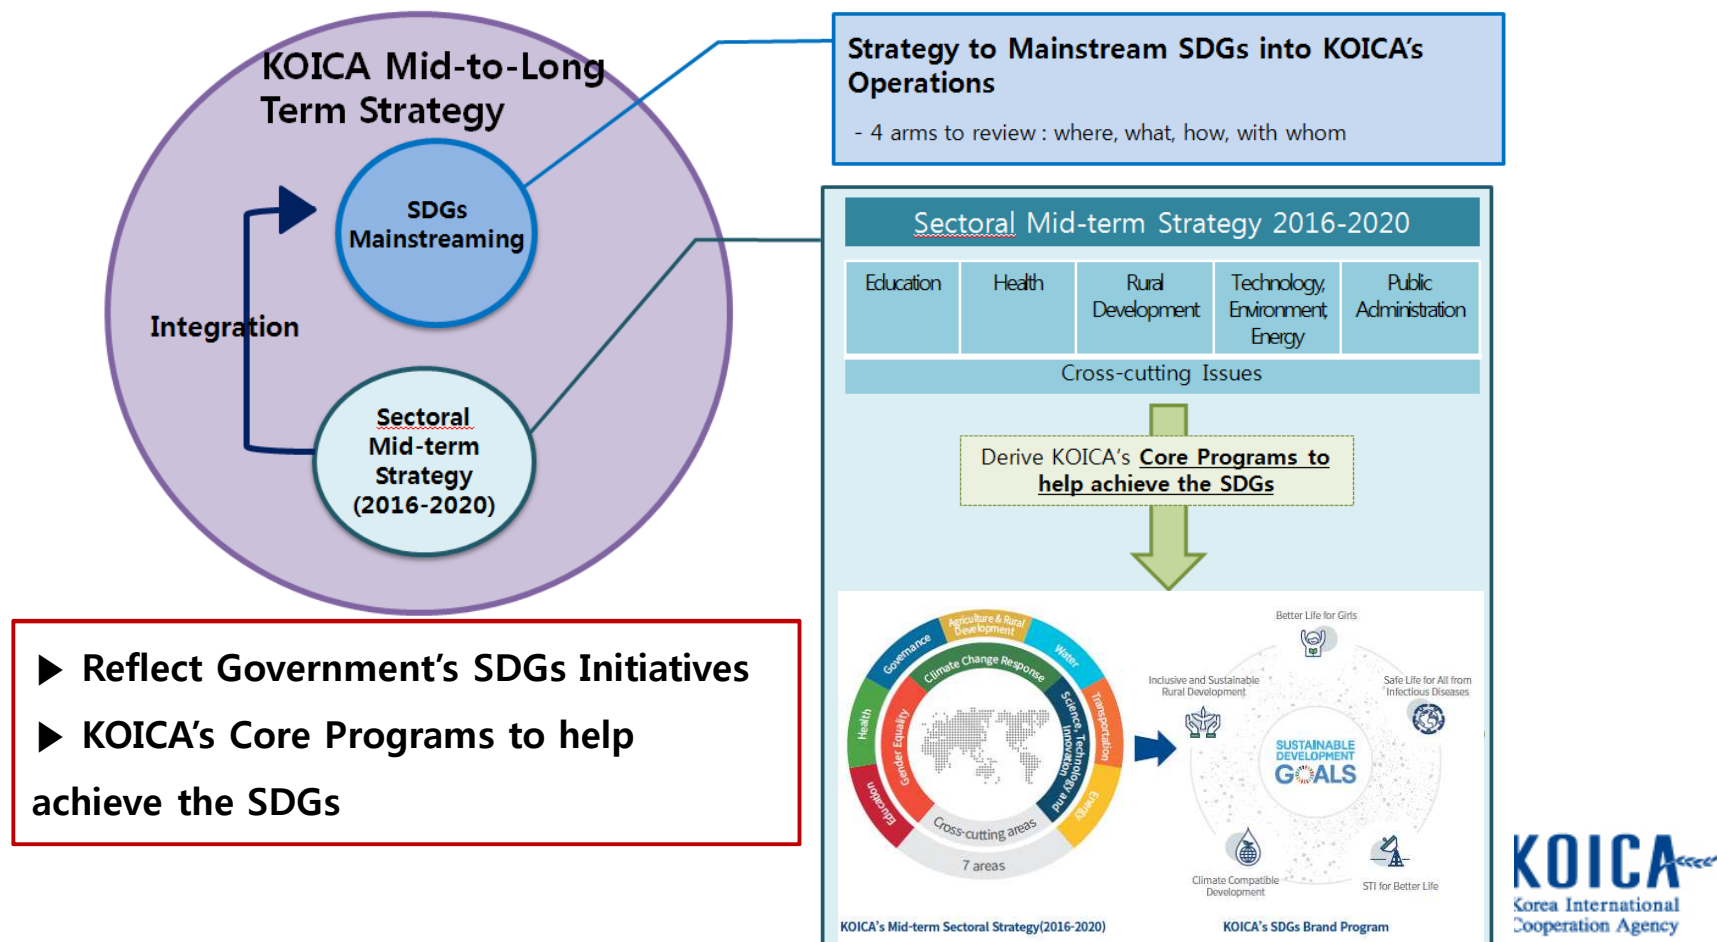 KOICA Mid-to-Long
Term Strategy
SDGs
Mainstreaming
Integration
Sectoral
Mid-term
Strategy
(2016-2020)
Strategy to Mainstream SDGs into KOICA's
Operations
- 4 arms to review : where, what, how, with whom
Sectoral Mid-term Strategy 2016-2020
Education
Health
Rural
Development
Technology,
Environment,
Energy
Public
Administration
Cross-cutting Issues
Derive KOICA's Core Programs to
help achieve the SDGs
▶ Reflect Government's SDGs Initiatives
▶ KOICA's Core Programs to help
achieve the SDGs
Agriculture & Rural
Development
Governance
Water
Health
Transportation
Education
Energy
Climate Change Response
Gender Equality
Science, Technology and
Innovation
Cross-cutting areas
7 areas
KOICA's Mid-term Sectoral Strategy(2016-2020)
Better Life for Girls
Inclusive and Sustainable
Rural Development
Safe Life for All from
Infectious Diseases
SUSTAINABLE
DEVELOPMENT
GOALS
Climate Compatible
Development
STI for Better Life
KOICA's SDGs Brand Program
KOICA
Korea International
Cooperation Agency